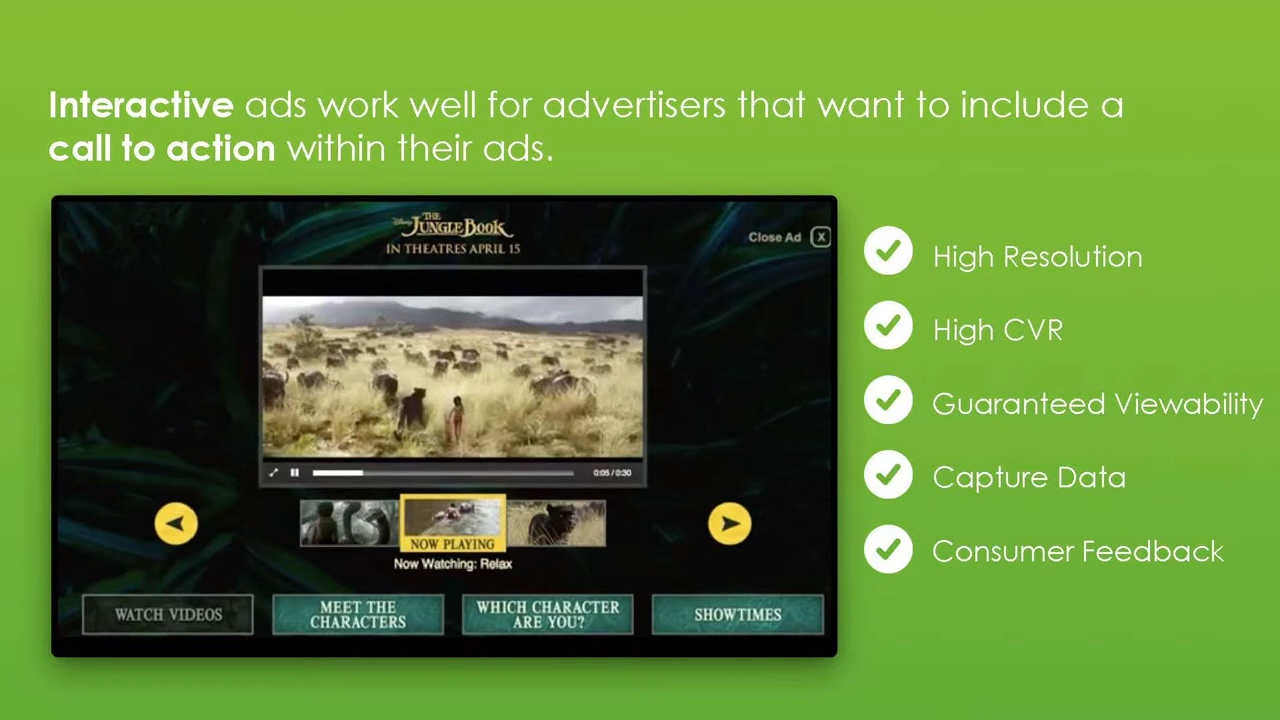 Interactive ads work well for advertisers that want to include a
call to action within their ads.
Disney
THE
JUNGLE BOOK
IN THEATRES APRIL 15
Close Ad X
0:05 / 0:30
NOW PLAYING
Now Watching: Relax
WATCH VIDEOS
MEET THE
CHARACTERS
WHICH CHARACTER
ARE YOU?
SHOWTIMES
High Resolution
High CVR
Guaranteed Viewability
Capture Data
Consumer Feedback